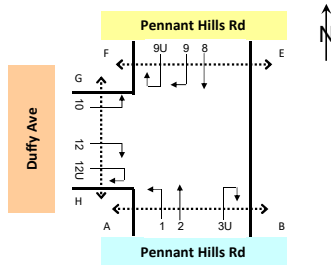 Pennant Hills Rd
N
F 9U 9 8 E
G
10
Duffy Ave
12
12U
H
A 1 2 3U B
Pennant Hills Rd